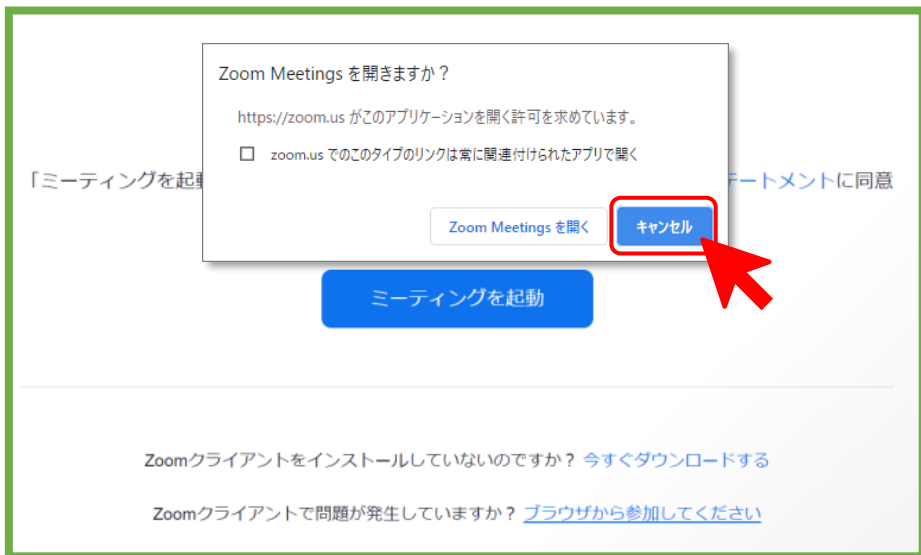 Zoom Meetings を開きますか？
https://zoom.us がこのアプリケーションを開く許可を求めています。
zoom.us でのこのタイプのリンクは常に関連付けられたアプリで開く
「ミーティングを起動 テートメントに同意
Zoom Meetings を開く キャンセル
ミーティングを起動
Zoomクライアントをインストールしていないのですか？ 今すぐダウンロードする
Zoomクライアントで問題が発生していますか？ ブラウザから参加してください